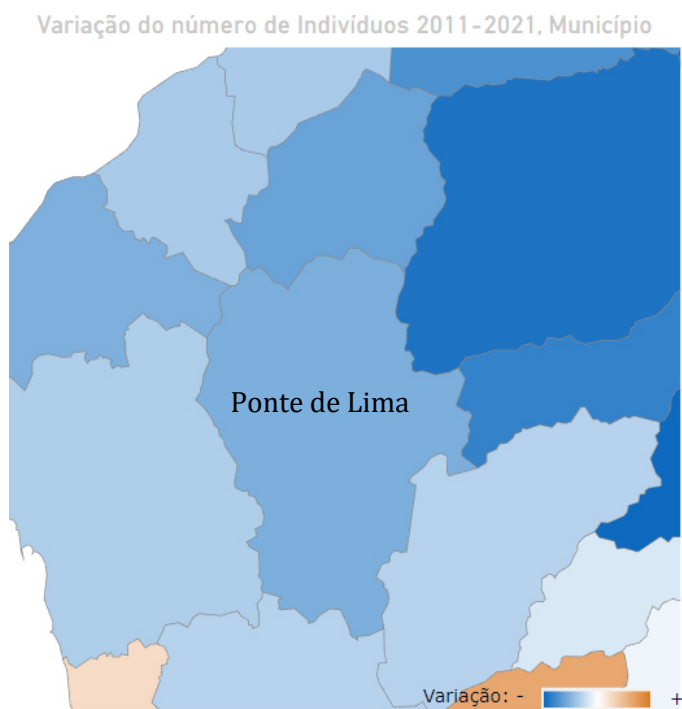 Variação do número de Indivíduos 2011-2021, Município
Ponte de Lima
Variação: - +